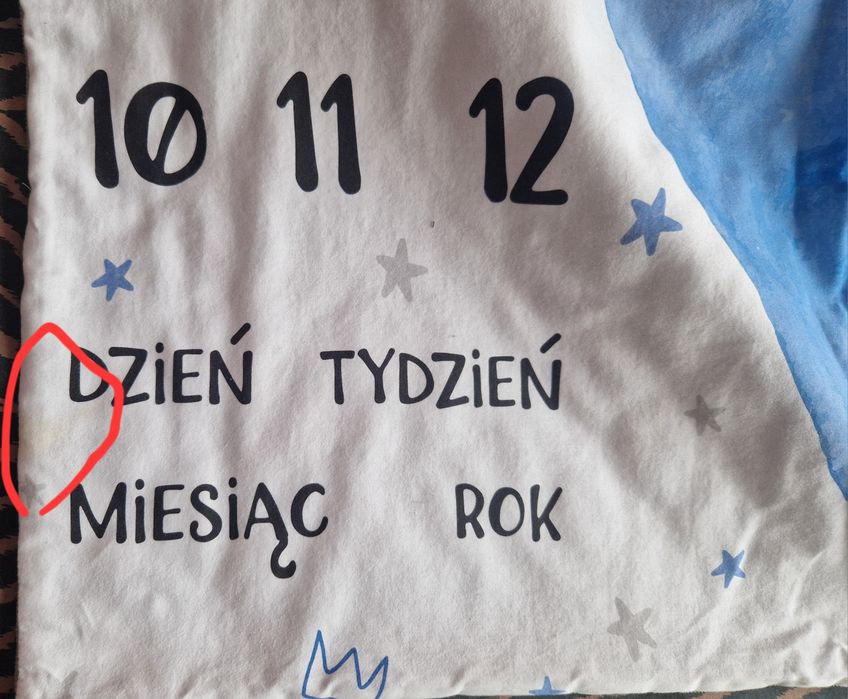 10 11 12
DZiEŃ TYDZiEŃ
MiESiĄC ROK